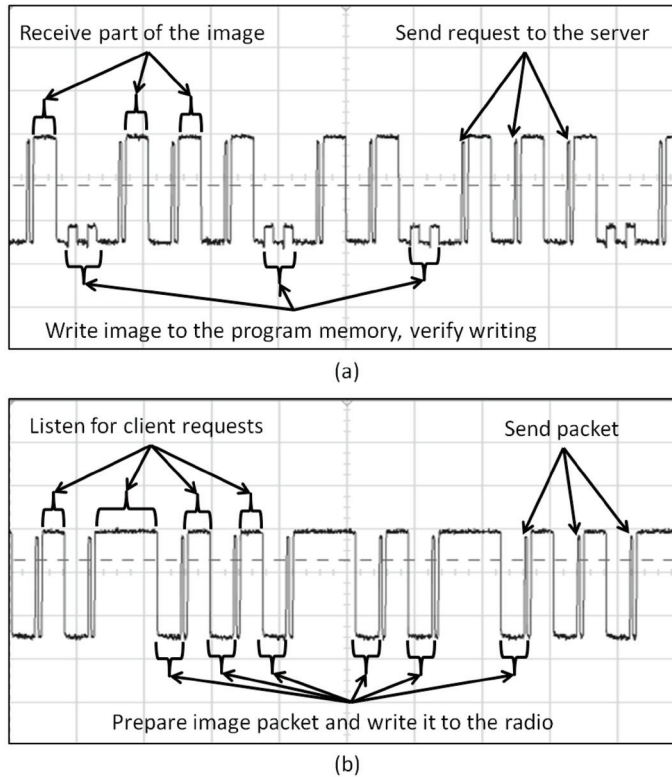 Receive part of the image
Send request to the server
Write image to the program memory, verify writing
(a)
Listen for client requests
Send packet
Prepare image packet and write it to the radio
(b)